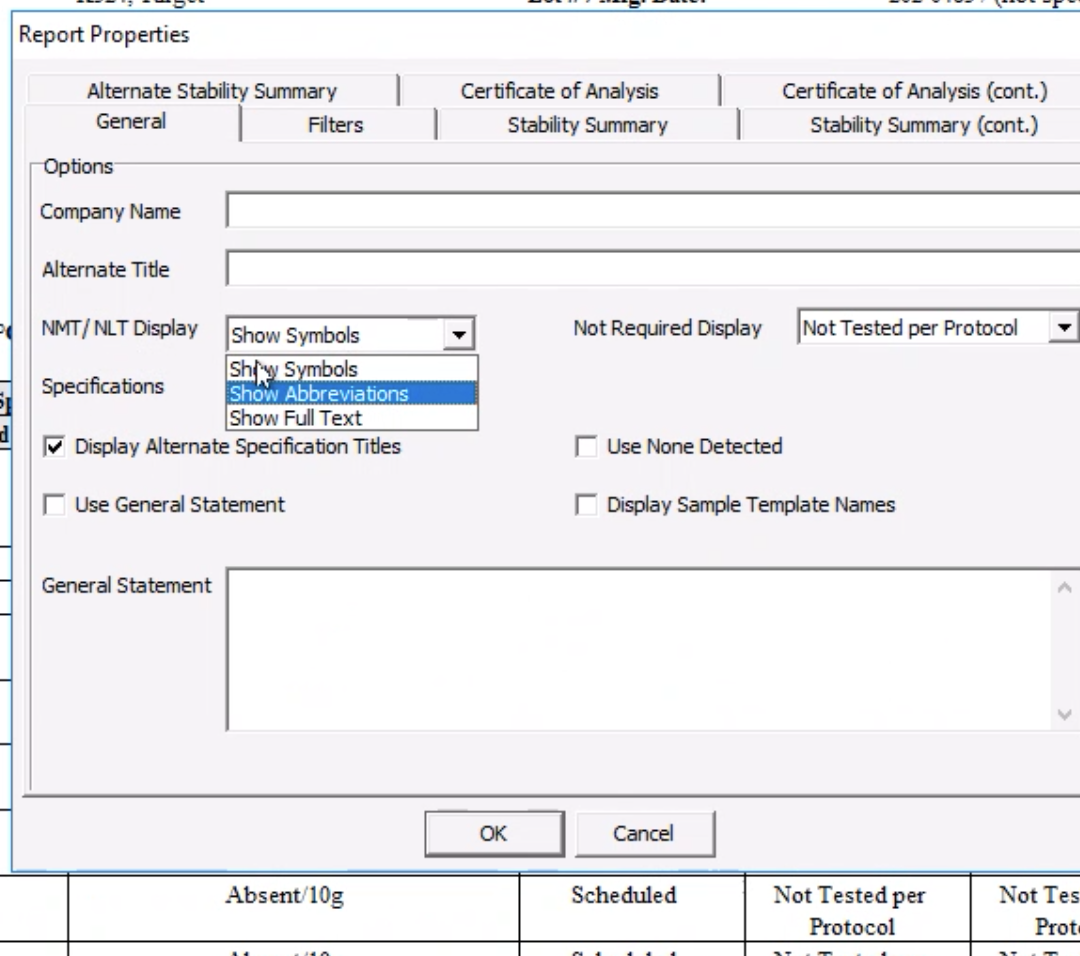 Report Properties
Alternate Stability Summary
Certificate of Analysis
Certificate of Analysis (cont.)
General
Filters
Stability Summary
Stability Summary (cont.)
Options
Company Name
Alternate Title
NMT/ NLT Display
Show Symbols
Not Required Display
Not Tested per Protocol
Show Symbols
Specifications
Show Abbreviations
Show Full Text
Display Alternate Specification Titles
Use None Detected
Use General Statement
Display Sample Template Names
General Statement
OK
Cancel
Absent/10g
Scheduled
Not Tested per
Protocol